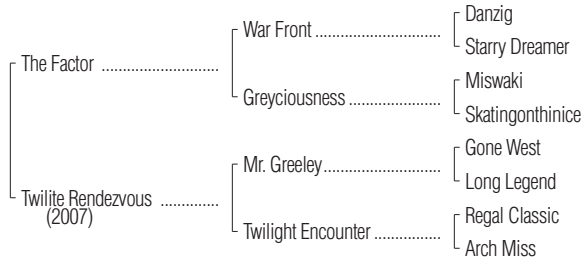 Danzig
War Front
Starry Dreamer
The Factor
Miswaki
Greyciousness
Skatingonthinice
Gone West
Mr. Greeley
Long Legend
Twilite Rendezvous
(2007)
Regal Classic
Twilight Encounter
Arch Miss